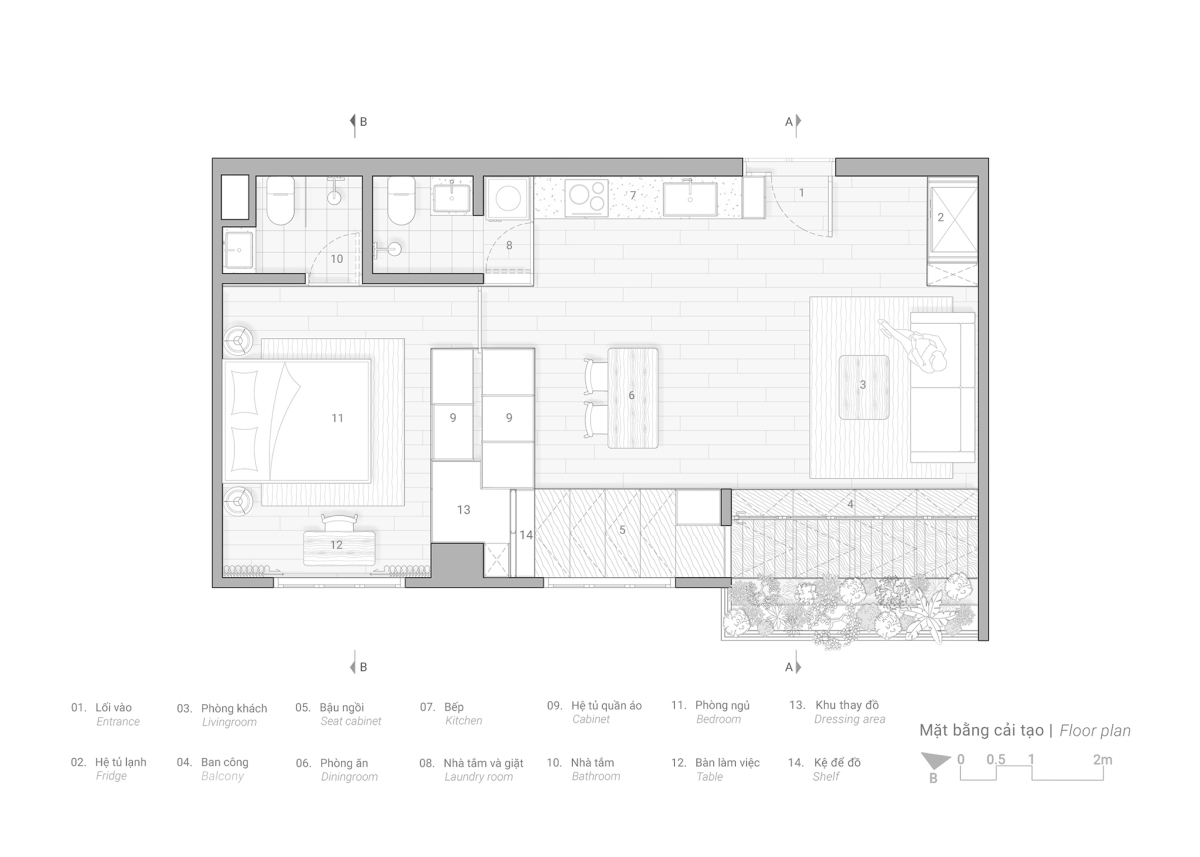 B
A
1
2
7
8
10
3
6
11
9
9
4
13
5
14
12
B
A
01. Lối vào
Entrance
03. Phòng khách
Livingroom
05. Bậu ngồi
Seat cabinet
07. Bếp
Kitchen
09. Hệ tủ quần áo
Cabinet
11. Phòng ngủ
Bedroom
13. Khu thay đồ
Dressing area
02. Hệ tủ lạnh
Fridge
04. Ban công
Balcony
06. Phòng ăn
Diningroom
08. Nhà tắm và giặt
Laundry room
10. Nhà tắm
Bathroom
12. Bàn làm việc
Table
14. Kệ để đồ
Shelf
Mặt bằng cải tạo | Floor plan
0 0.5 1 2m
B